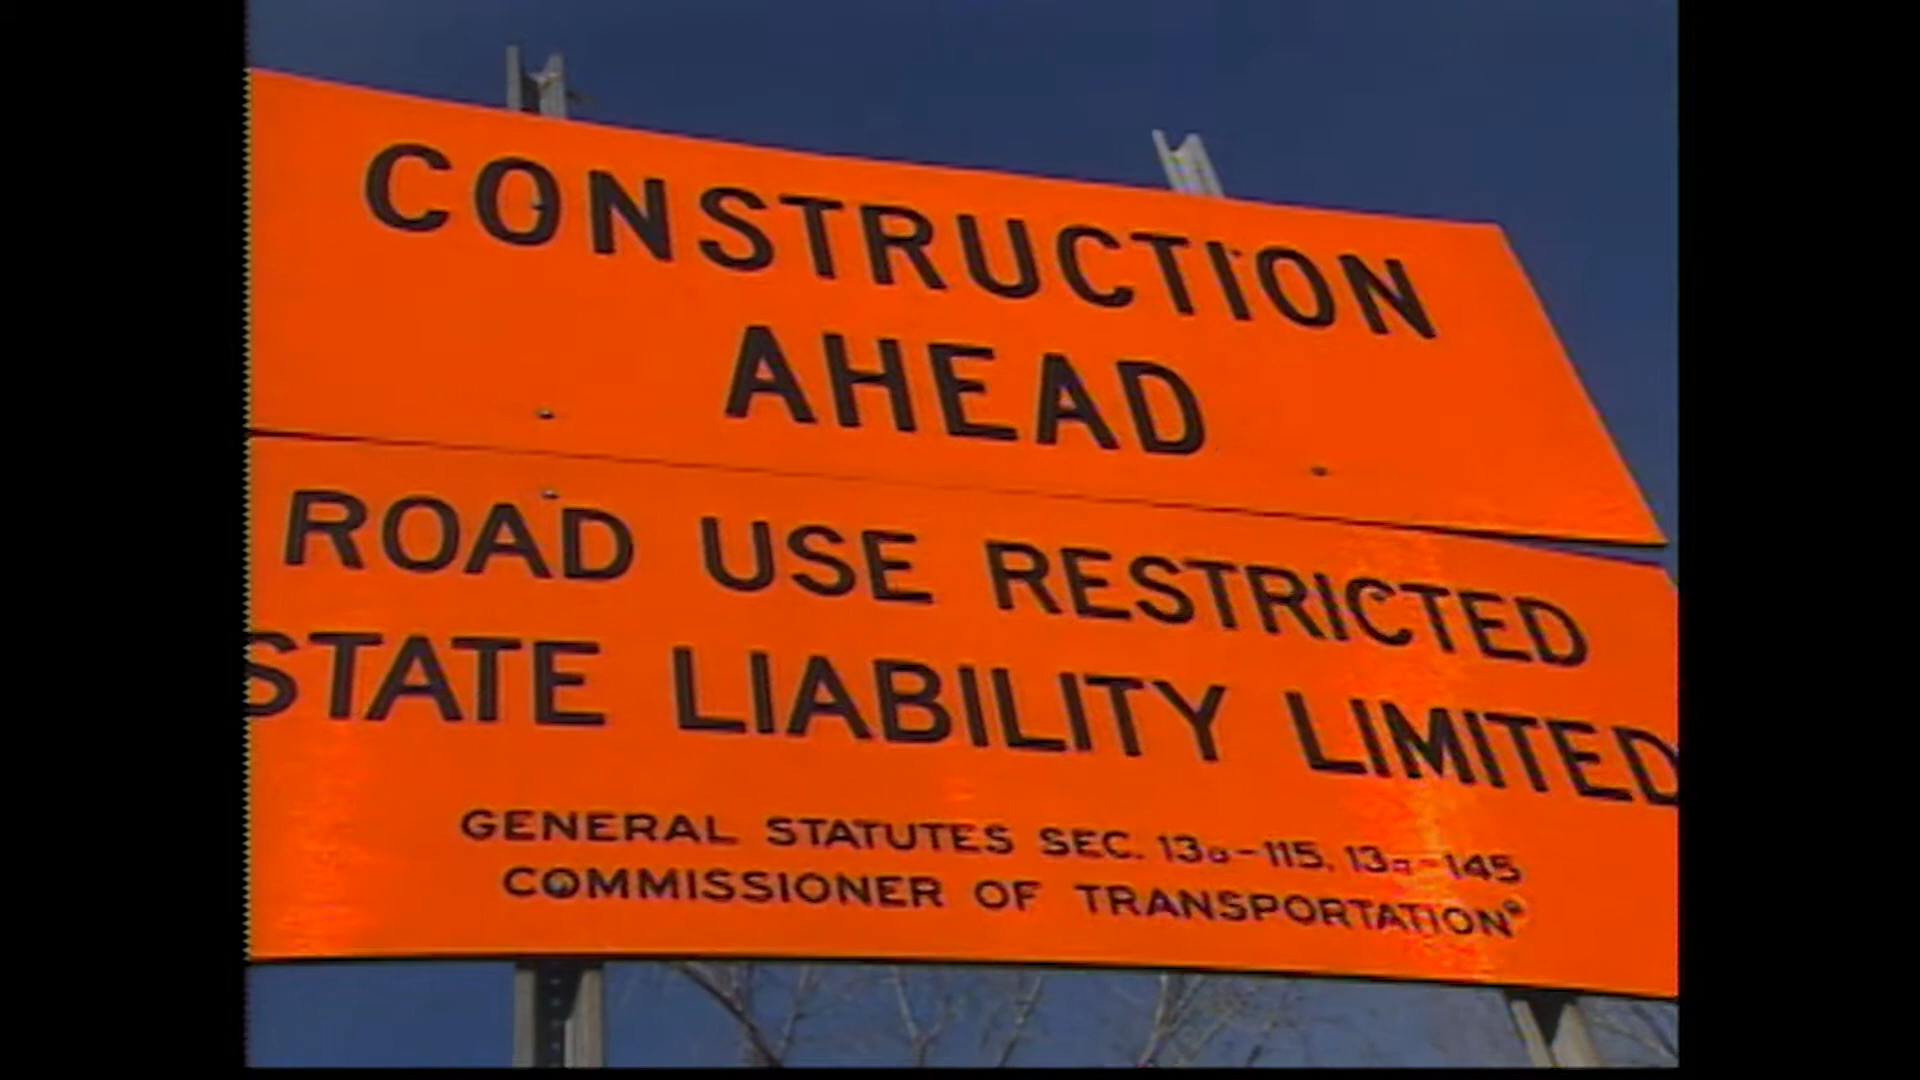 CONSTRUCTION
AHEAD
ROAD USE RESTRICTED
STATE LIABILITY LIMITED
GENERAL STATUTES SEC. 13a-115, 13a-145
COMMISSIONER OF TRANSPORTATION